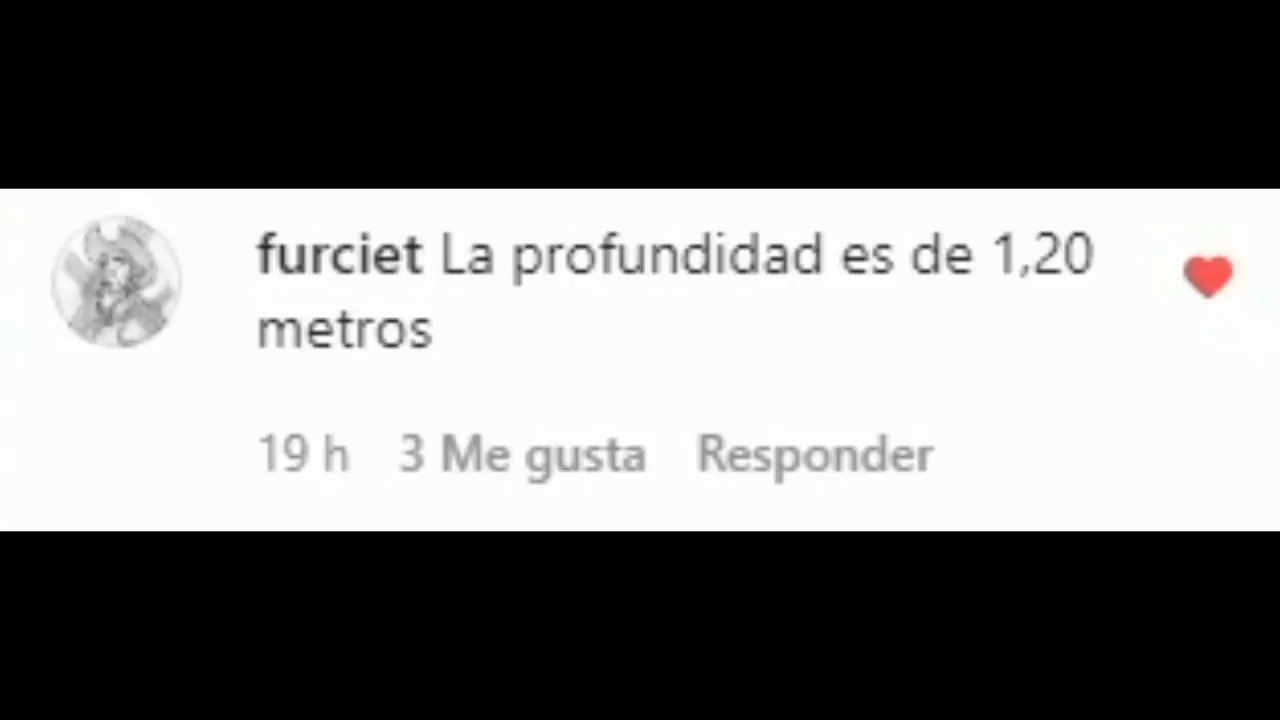 furciet La profundidad es de 1,20
metros
19 h 3 Me gusta Responder